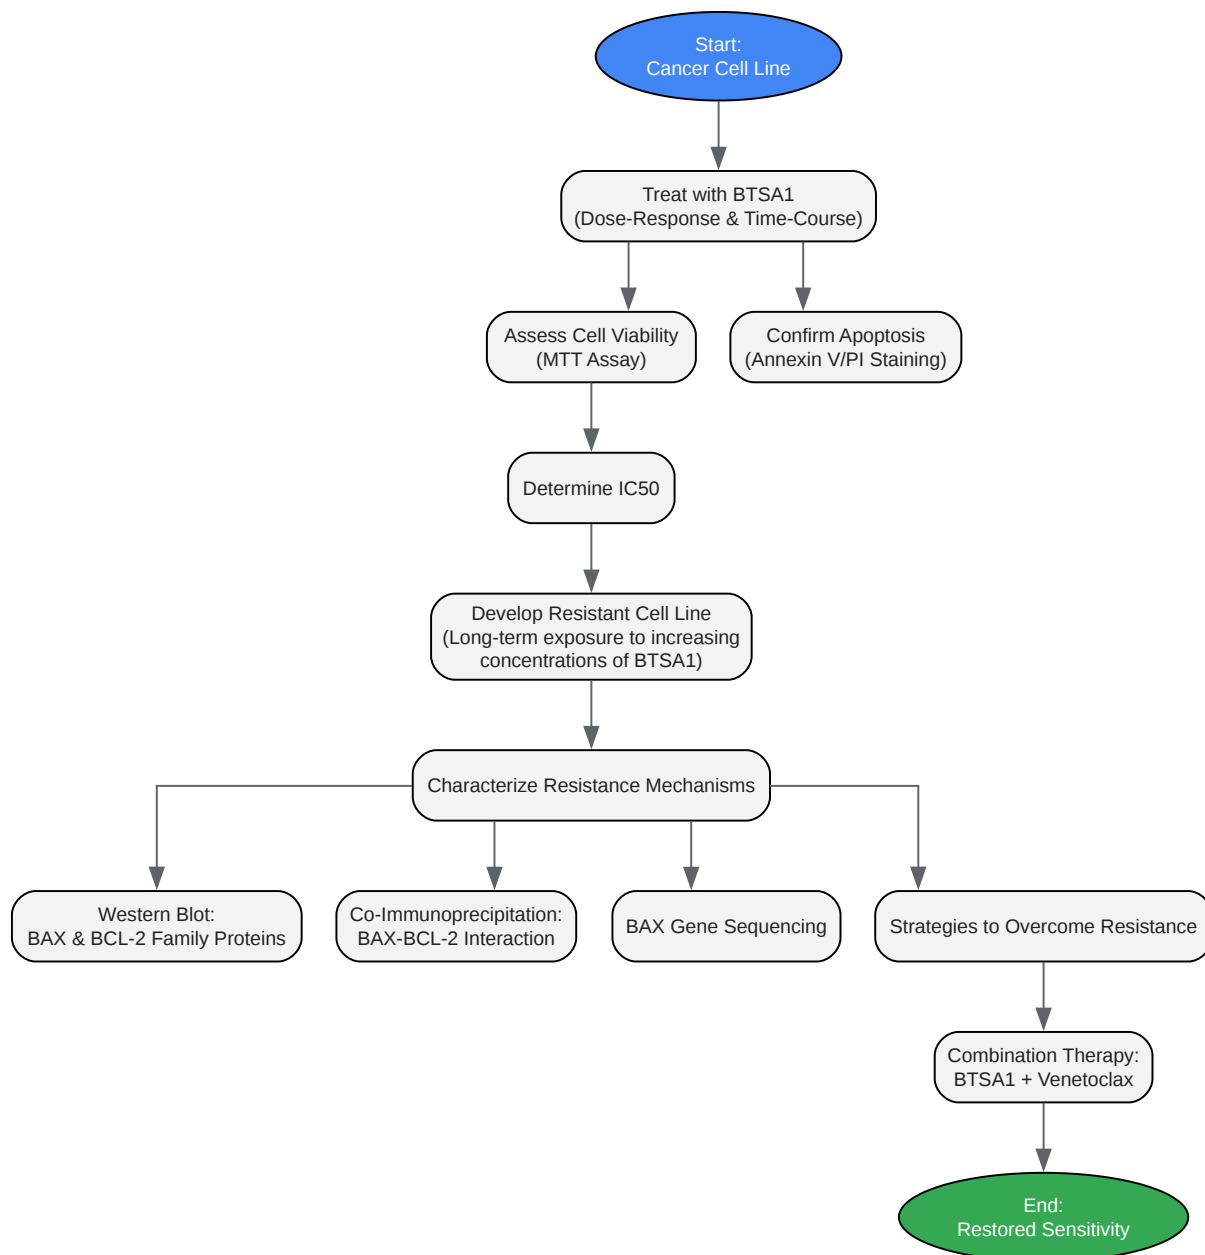 Start:
Cancer Cell Line
Treat with BTSA1
(Dose-Response & Time-Course)
Assess Cell Viability
(MTT Assay)
Confirm Apoptosis
(Annexin V/PI Staining)
Determine IC50
Develop Resistant Cell Line
(Long-term exposure to increasing
concentrations of BTSA1)
Characterize Resistance Mechanisms
Western Blot:
BAX & BCL-2 Family Proteins
Co-Immunoprecipitation:
BAX-BCL-2 Interaction
BAX Gene Sequencing
Strategies to Overcome Resistance
Combination Therapy:
BTSA1 + Venetoclax
End:
Restored Sensitivity